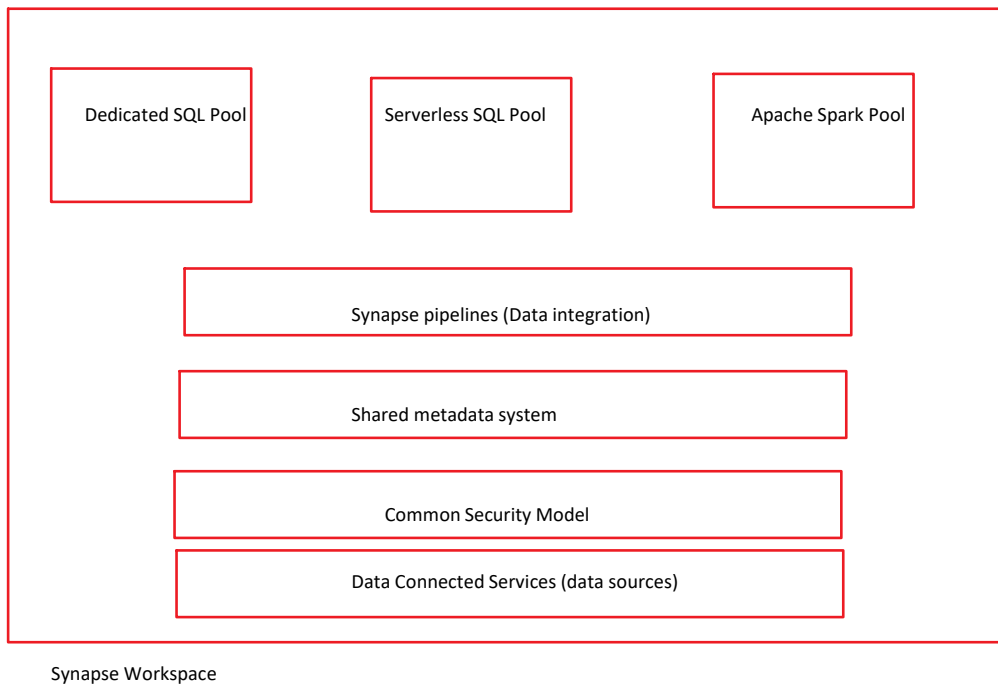 Dedicated SQL Pool
Serverless SQL Pool
Apache Spark Pool
Synapse pipelines (Data integration)
Shared metadata system
Common Security Model
Data Connected Services (data sources)
Synapse Workspace